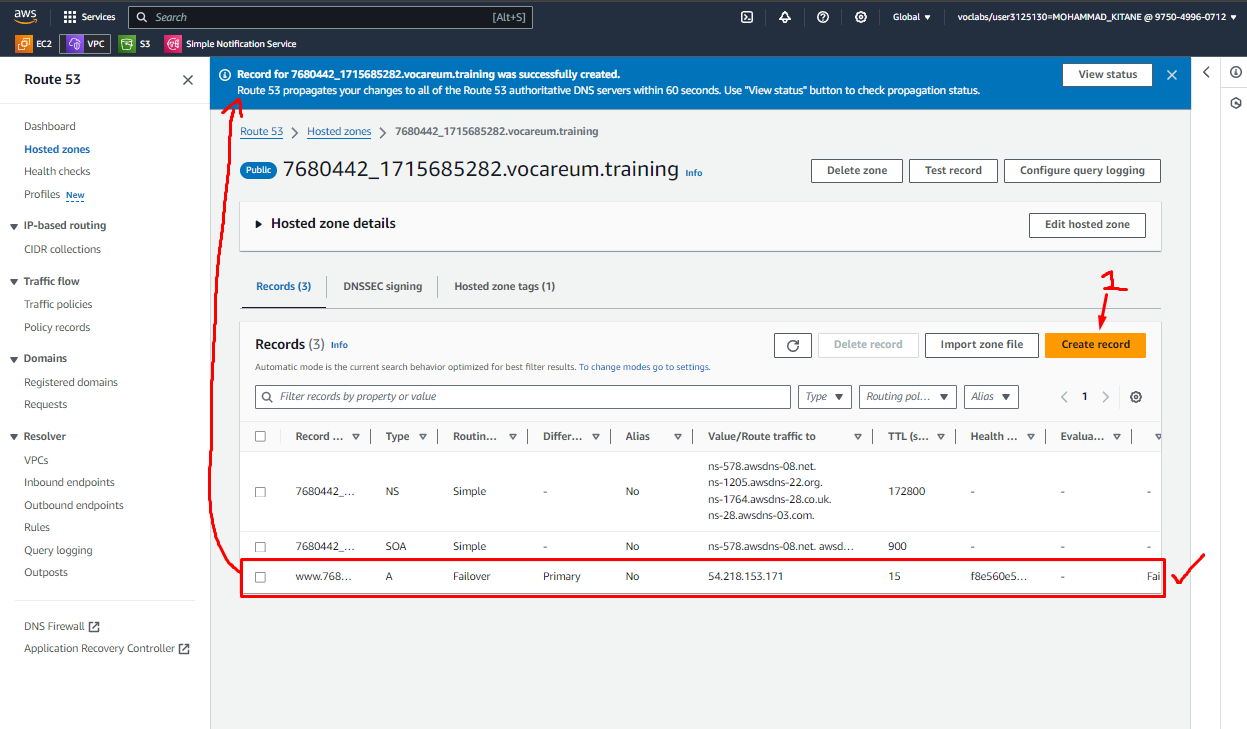 aws
Services
Search
[Alt+S]
Global
voclabs/user3125130=MOHAMMAD_KITANE @ 9750-4996-0712
EC2
VPC
S3
Simple Notification Service
Route 53
Dashboard
Hosted zones
Health checks
Profiles New
IP-based routing
CIDR collections
Traffic flow
Traffic policies
Policy records
Domains
Registered domains
Requests
Resolver
VPCs
Inbound endpoints
Outbound endpoints
Rules
Query logging
Outposts
DNS Firewall
Application Recovery Controller
Record for 7680442_1715685282.vocareum.training was successfully created.
Route 53 propagates your changes to all of the Route 53 authoritative DNS servers within 60 seconds. Use "View status" button to check propagation status.
View status
Route 53
Hosted zones
7680442_1715685282.vocareum.training
Public 7680442_1715685282.vocareum.training Info
Delete zone
Test record
Configure query logging
Hosted zone details
Edit hosted zone
Records (3)
DNSSEC signing
Hosted zone tags (1)
1
Records (3) Info
Delete record
Import zone file
Create record
Automatic mode is the current search behavior optimized for best filter results. To change modes go to settings.
Filter records by property or value
Type
Routing pol...
Alias
1
Record ... Type Routin... Differ... Alias Value/Route traffic to TTL (s... Health ... Evalua...
7680442_... NS Simple - No
ns-578.awsdns-08.net.
ns-1205.awsdns-22.org.
ns-1764.awsdns-28.co.uk.
ns-28.awsdns-03.com.
172800 - - -
7680442_... SOA Simple - No ns-578.awsdns-08.net. awsd... 900 - - -
www.768... A Failover Primary No 54.218.153.171 15 f8e560e5... - Fai